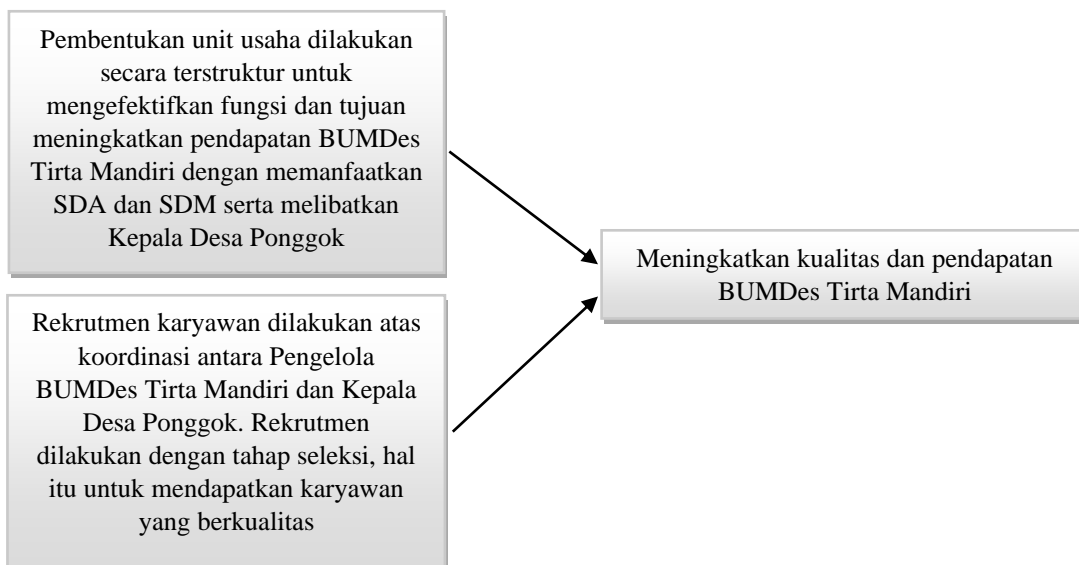 Pembentukan unit usaha dilakukan
secara terstruktur untuk
mengefektifkan fungsi dan tujuan
meningkatkan pendapatan BUMDes
Tirta Mandiri dengan memanfaatkan
SDA dan SDM serta melibatkan
Kepala Desa Ponggok
Rekrutmen karyawan dilakukan atas
koordinasi antara Pengelola
BUMDes Tirta Mandiri dan Kepala
Desa Ponggok. Rekrutmen
dilakukan dengan tahap seleksi, hal
itu untuk mendapatkan karyawan
yang berkualitas
Meningkatkan kualitas dan pendapatan
BUMDes Tirta Mandiri